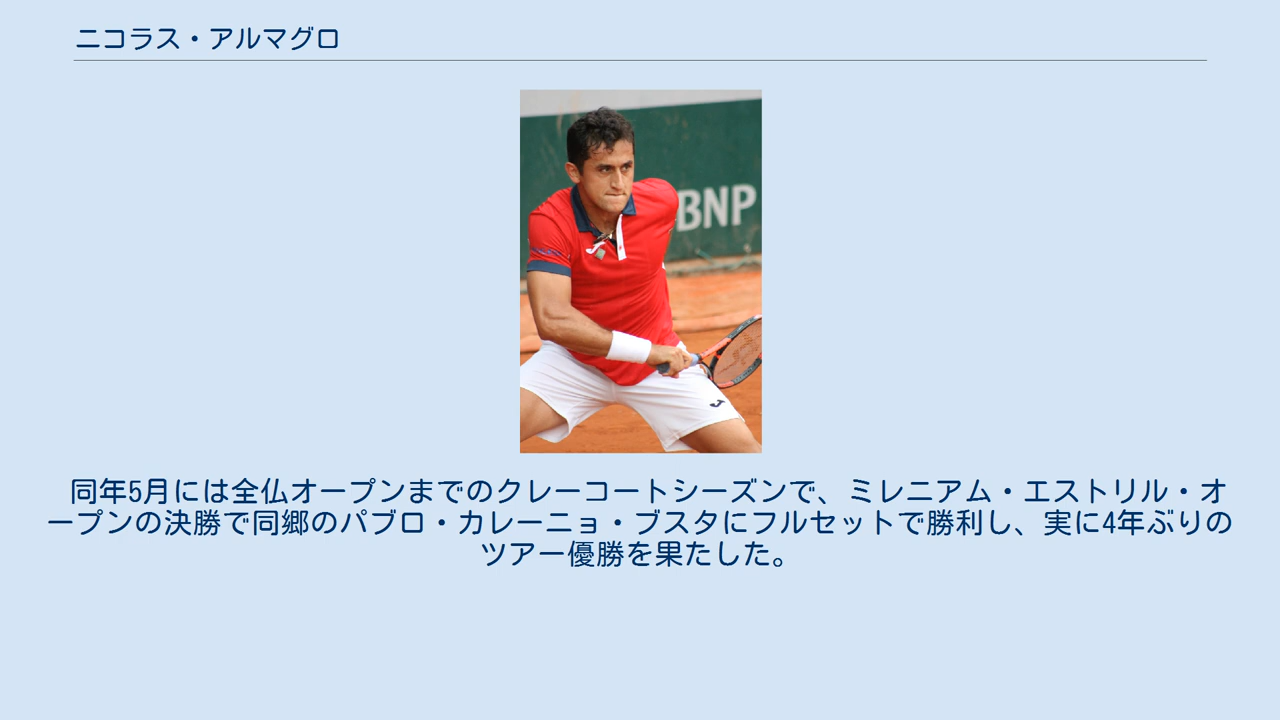 ニコラス・アルマグロ
BNP
同年5月には全仏オープンまでのクレーコートシーズンで、ミレニアム・エストリル・オ
ープンの決勝で同郷のパブロ・カレーニョ・ブスタにフルセットで勝利し、実に4年ぶりの
ツアー優勝を果たした。